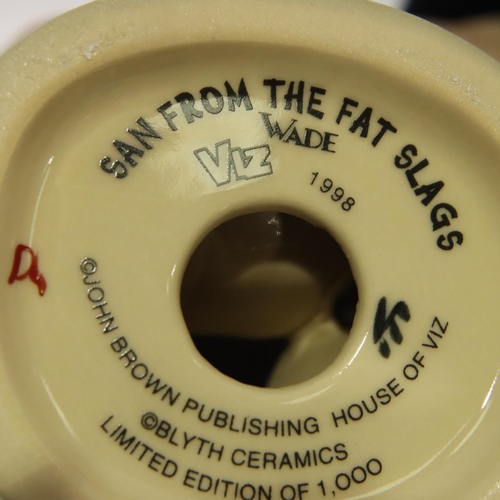 SAN FROM THE FAT SLAGS
WADE
VIZ
1998
©JOHN BROWN PUBLISHING HOUSE OF VIZ
©BLYTH CERAMICS
LIMITED EDITION OF 1,000